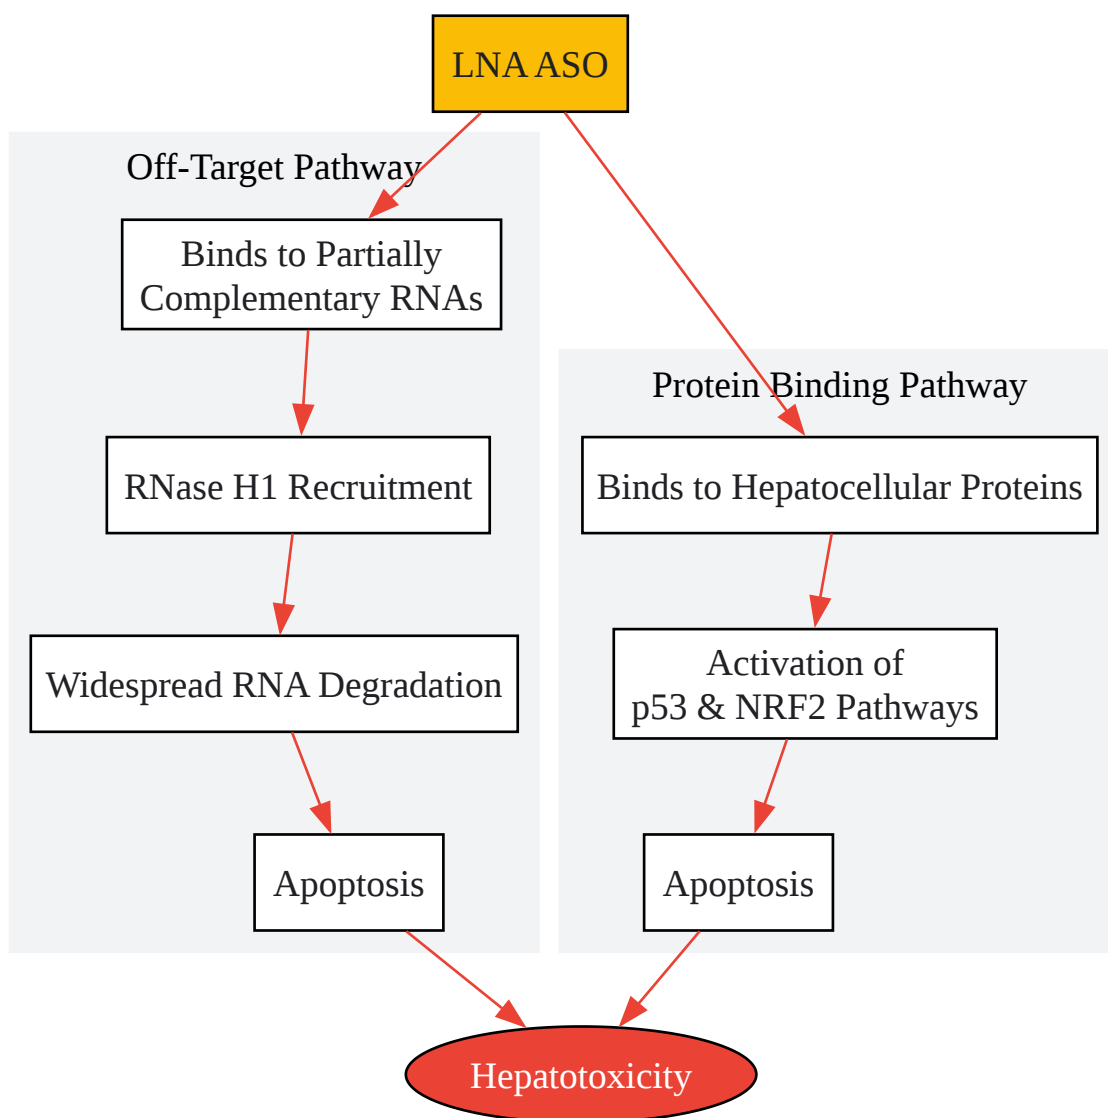 LNA ASO
Off-Target Pathway
Binds to Partially
Complementary RNAs
RNase H1 Recruitment
Widespread RNA Degradation
Apoptosis
Protein Binding Pathway
Binds to Hepatocellular Proteins
Activation of
p53 & NRF2 Pathways
Apoptosis
Hepatotoxicity